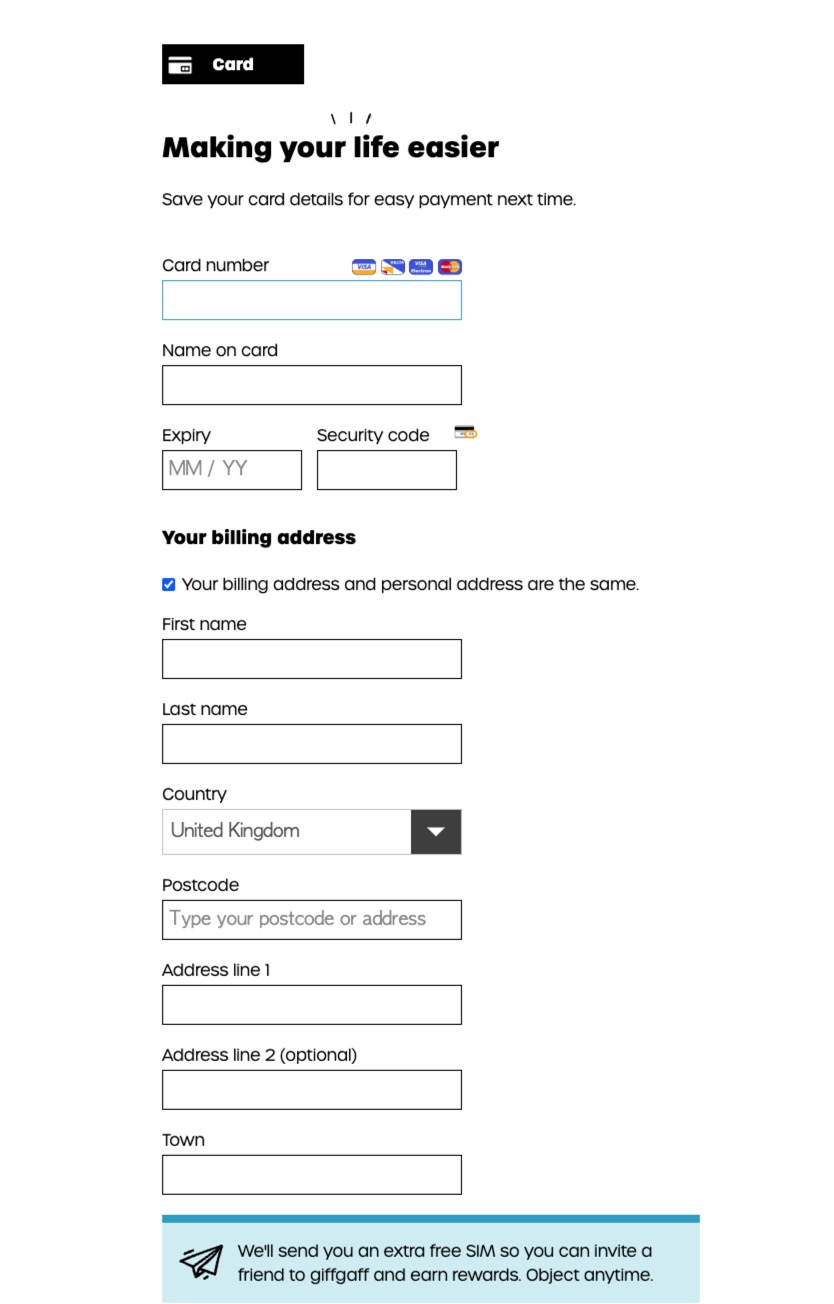 Card
Making your life easier
Save your card details for easy payment next time.
Card number
VISA DELTA VISA Electron
Name on card
Expiry
Security code
MM / YY
Your billing address
Your billing address and personal address are the same.
First name
Last name
Country
United Kingdom
Postcode
Type your postcode or address
Address line 1
Address line 2 (optional)
Town
We'll send you an extra free SIM so you can invite a
friend to giffgaff and earn rewards. Object anytime.